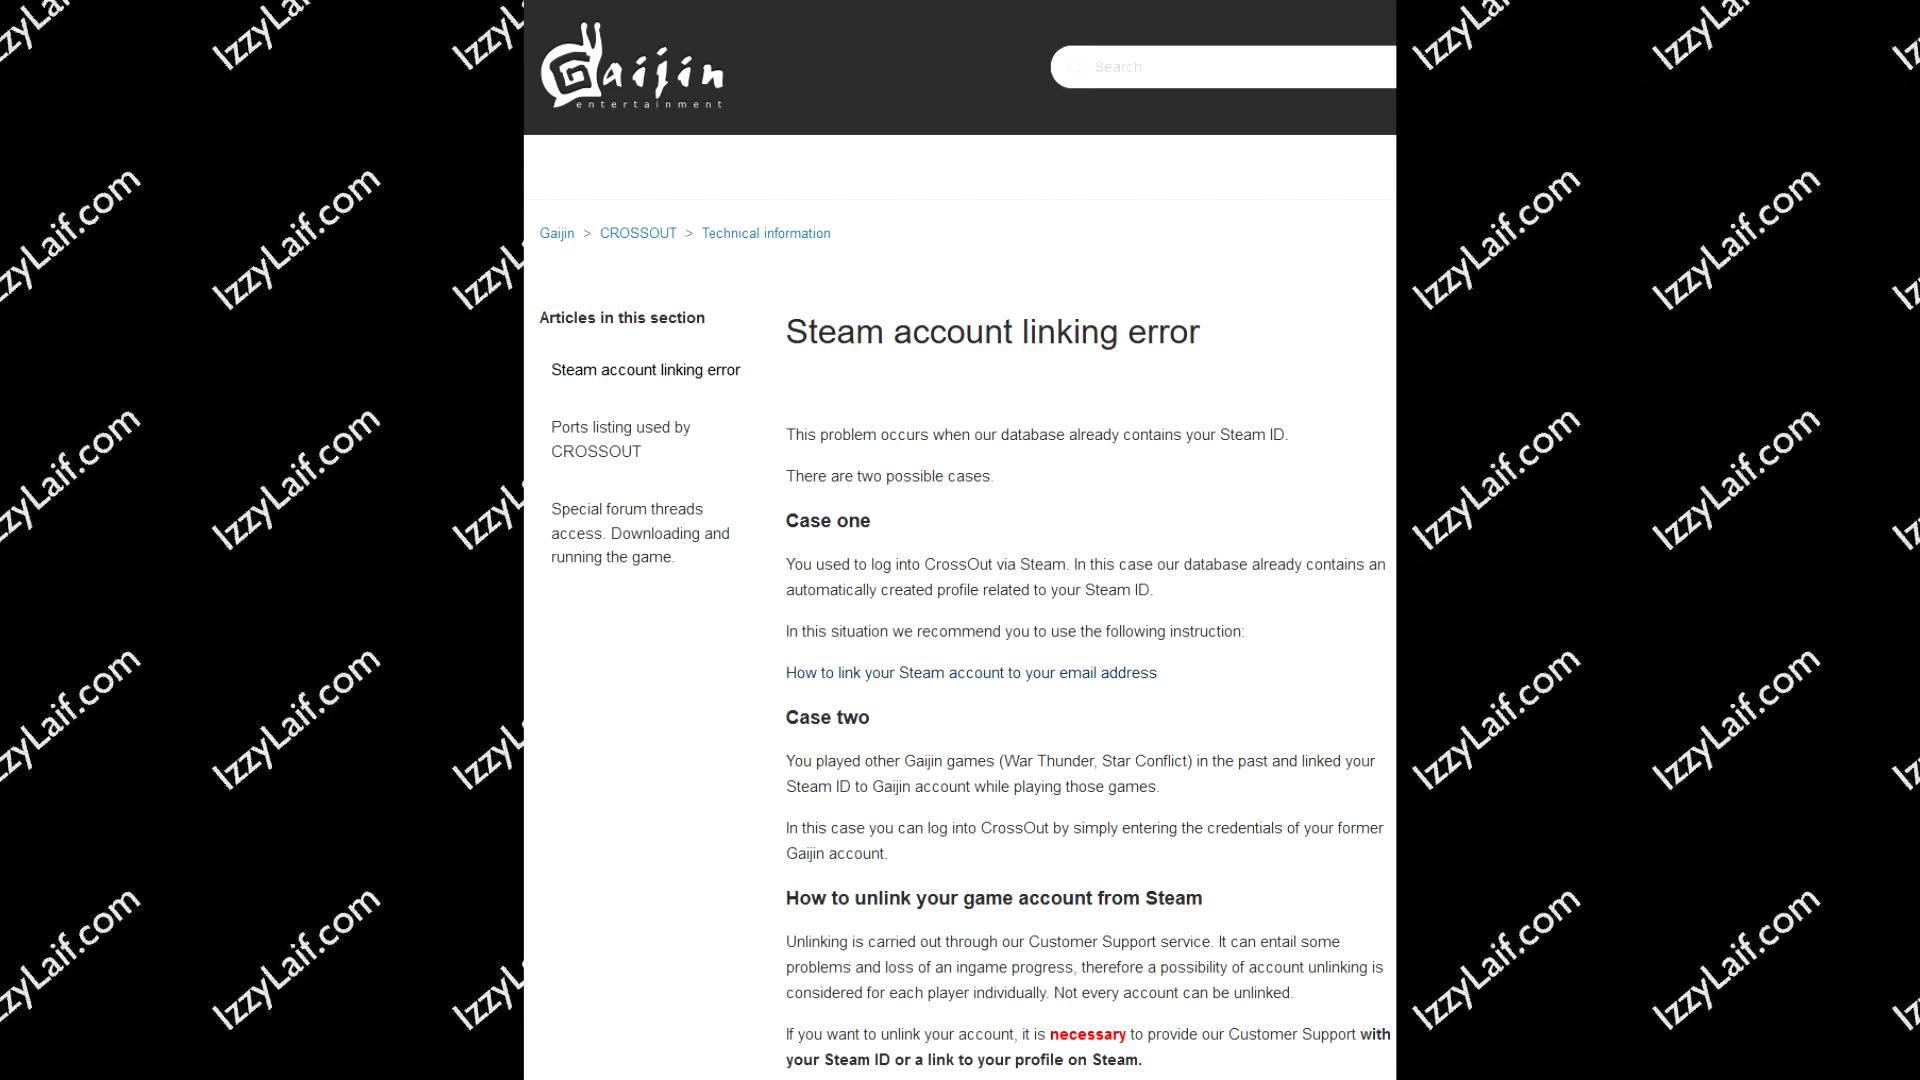 Gaijin
entertainment
Search
Gaijin > CROSSOUT > Technical information
Articles in this section
Steam account linking error
Ports listing used by
CROSSOUT
Special forum threads
access. Downloading and
running the game.
Steam account linking error
This problem occurs when our database already contains your Steam ID.
There are two possible cases.
Case one
You used to log into CrossOut via Steam. In this case our database already contains an
automatically created profile related to your Steam ID.
In this situation we recommend you to use the following instruction:
How to link your Steam account to your email address
Case two
You played other Gaijin games (War Thunder, Star Conflict) in the past and linked your
Steam ID to Gaijin account while playing those games.
In this case you can log into CrossOut by simply entering the credentials of your former
Gaijin account.
How to unlink your game account from Steam
Unlinking is carried out through our Customer Support service. It can entail some
problems and loss of an ingame progress, therefore a possibility of account unlinking is
considered for each player individually. Not every account can be unlinked.
If you want to unlink your account, it is necessary to provide our Customer Support with
your Steam ID or a link to your profile on Steam.
IzzyLaif.com